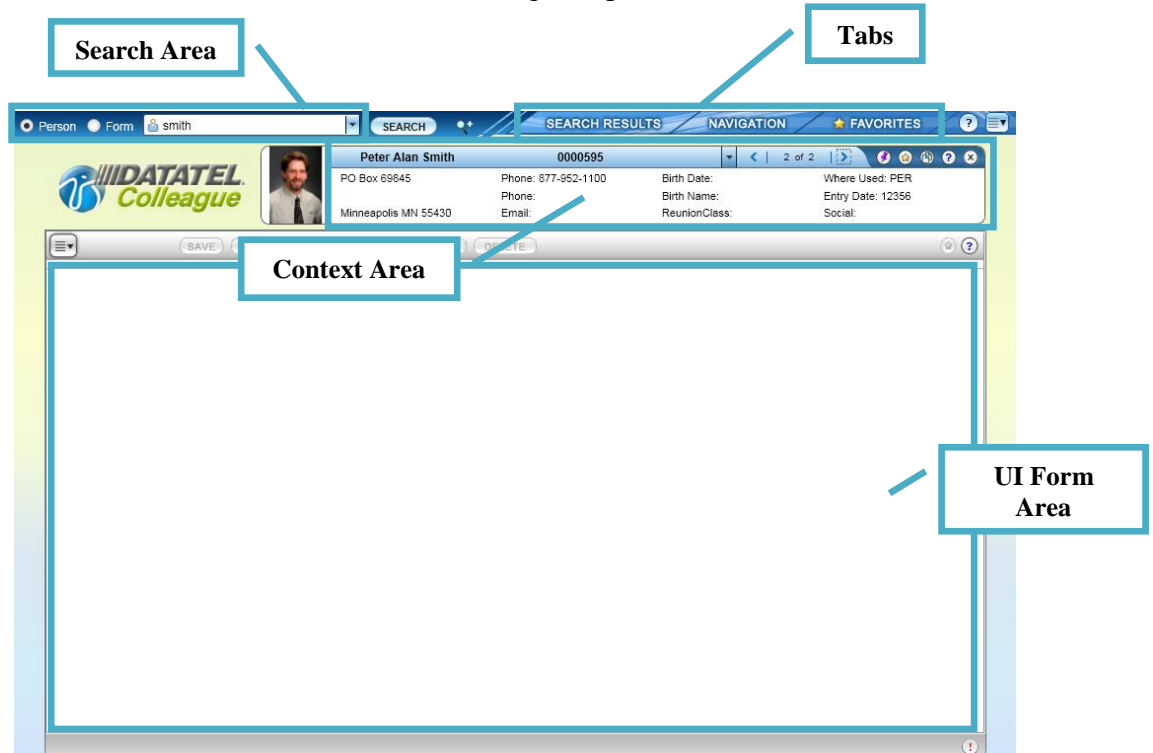 Tabs
Search Area
Person Form smith SEARCH SEARCH RESULTS NAVIGATION FAVORITES ?
DATATEL
Colleague
Peter Alan Smith 0000595 2 of 2 ?
PO Box 69845 Phone: 877-952-1100 Birth Date: Where Used: PER
Phone: Birth Name: Entry Date: 12356
Minneapolis MN 55430 Email: ReunionClass: Social:
SAVE DELETE ?
Context Area
UI Form
Area
!